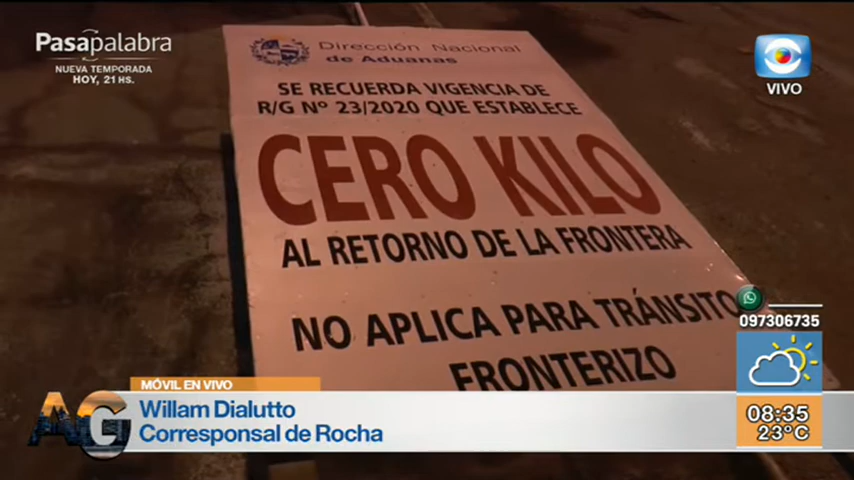 Pasapalabra
NUEVA TEMPORADA
HOY, 21 HS.
VIVO
Dirección Nacional
de Aduanas
SE RECUERDA VIGENCIA DE
R/G Nº 23/2020 QUE ESTABLECE
CERO KILO
AL RETORNO DE LA FRONTERA
NO APLICA PARA TRÁNSITO
FRONTERIZO
097306735
MÓVIL EN VIVO
Willam Dialutto
Corresponsal de Rocha
AG
08:35
23°C